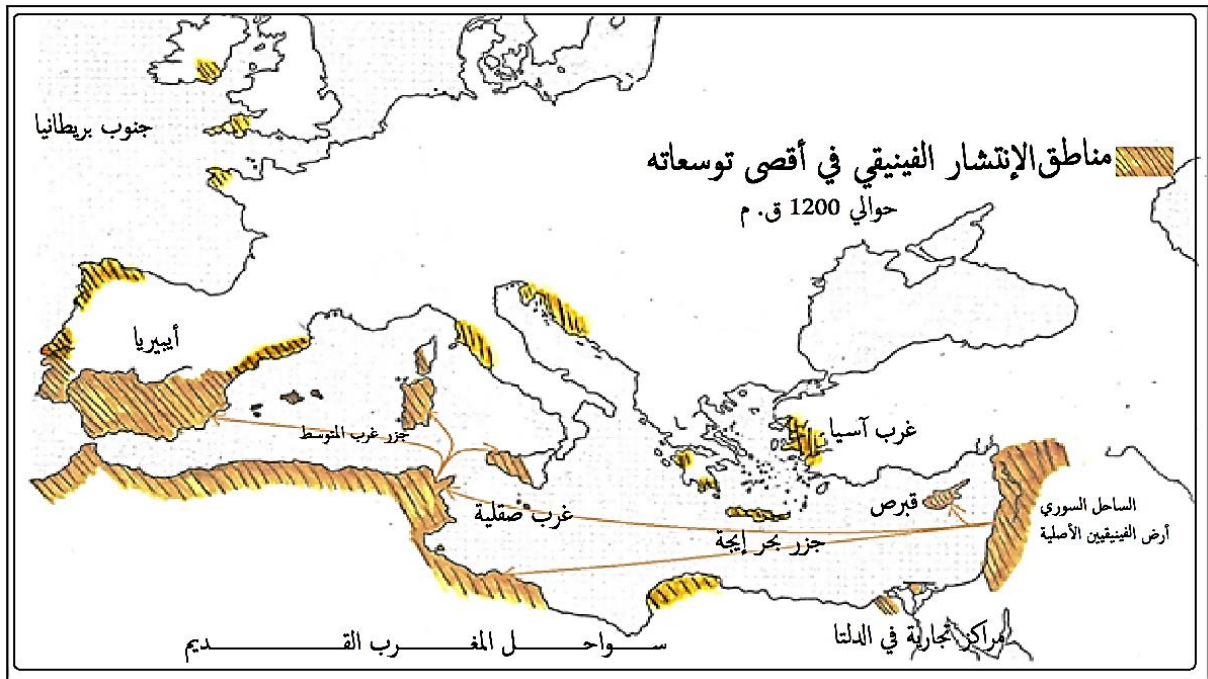 جنوب بريطانيا
مناطق الإنتشار الفينيقي في أقصى توسعاته
حوالي 1200 ق. م
أيبيريا
جزر غرب المتوسط
غرب آسيا
قبرص
الساحل السوري
أرض الفينيقيين الأصلية
غرب صقلية
جزر بحر إيجة
مراكز تجارية في الدلتا
سواحل المغرب القديم